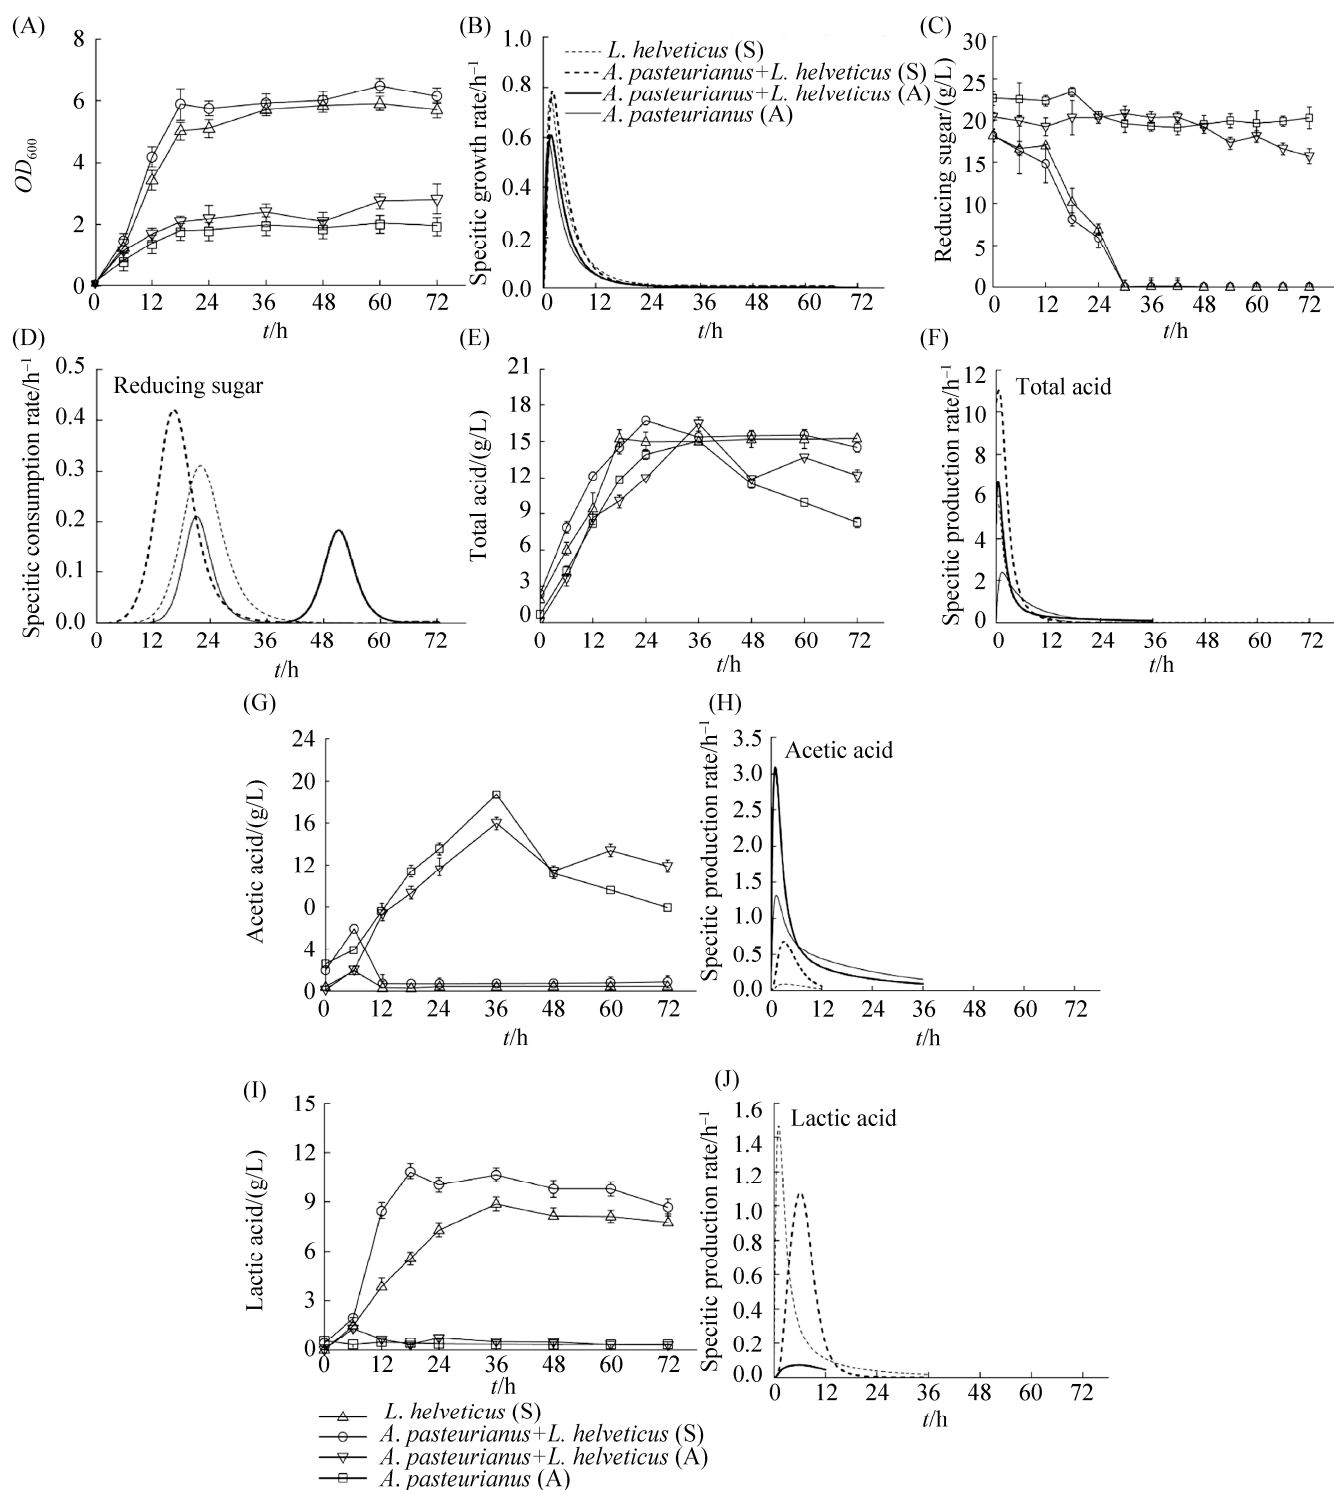 (A)
8
6
4
2
0
OD600
0 12 24 36 48 60 72
t/h
(B)
1.0
0.8
0.6
0.4
0.2
0.0
Specitic growth rate/h–1
L. helveticus (S)
A. pasteurianus+L. helveticus (S)
A. pasteurianus+L. helveticus (A)
A. pasteurianus (A)
0 12 24 36 48 60 72
t/h
(C)
30
25
20
15
10
5
0
Reducing sugar/(g/L)
0 12 24 36 48 60 72
t/h
(D)
0.5
0.4
0.3
0.2
0.1
0.0
Specitic consumption rate/h–1
Reducing sugar
0 12 24 36 48 60 72
t/h
(E)
21
18
15
12
9
6
3
0
Total acid/(g/L)
0 12 24 36 48 60 72
t/h
(F)
12
10
8
6
4
2
0
Specitic production rate/h–1
Total acid
0 12 24 36 48 60 72
t/h
(G)
24
20
16
12
0
4
0
Acetic acid/(g/L)
0 12 24 36 48 60 72
t/h
(H)
3.5
3.0
2.5
2.0
1.5
1.0
0.5
0.0
Specitic production rate/h–1
Acetic acid
0 12 24 36 48 60 72
t/h
(I)
15
12
9
6
3
0
Lactic acid/(g/L)
0 12 24 36 48 60 72
t/h
(J)
1.6
1.4
1.2
1.0
0.8
0.6
0.4
0.2
0.0
Specitic production rate/h–1
Lactic acid
0 12 24 36 48 60 72
t/h
L. helveticus (S)
A. pasteurianus+L. helveticus (S)
A. pasteurianus+L. helveticus (A)
A. pasteurianus (A)